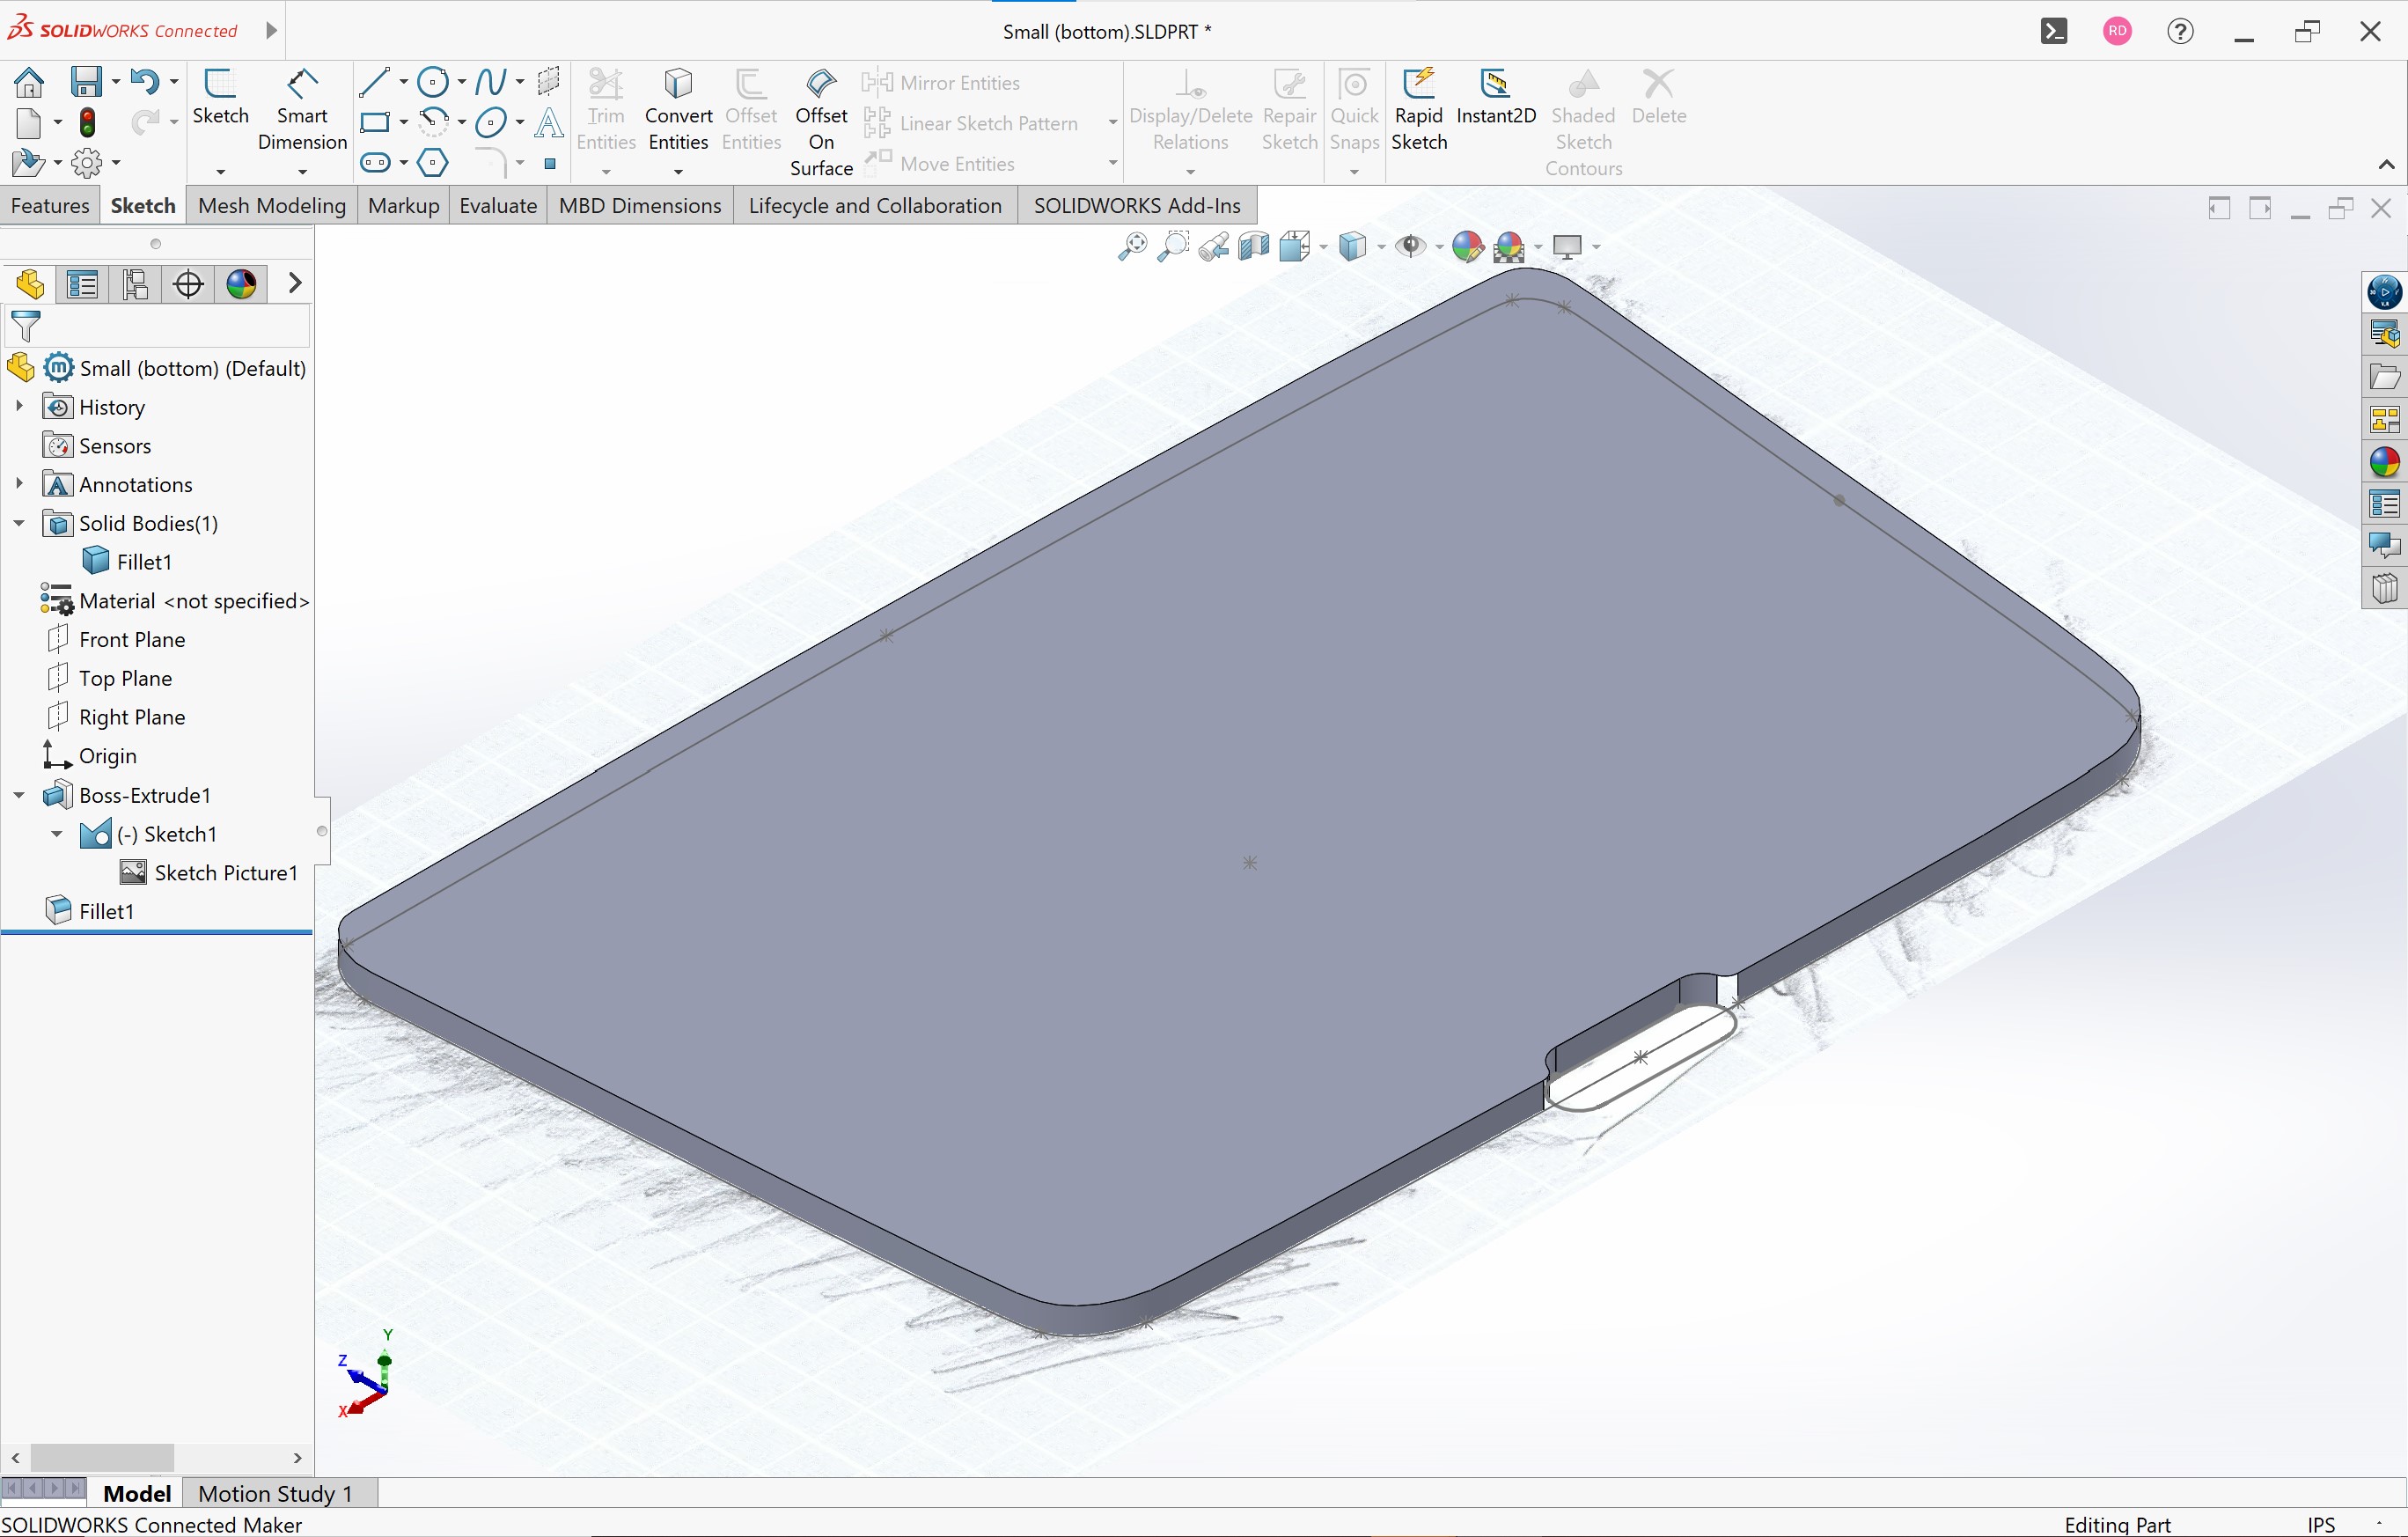 SOLIDWORKS Connected
Small (bottom).SLDPRT *
RD
?
Sketch
Smart Dimension
Trim Entities
Convert Entities
Offset Entities
Offset On Surface
Mirror Entities
Linear Sketch Pattern
Move Entities
Display/Delete Relations
Repair Sketch
Quick Snaps
Rapid Sketch
Instant2D
Shaded Sketch Contours
Delete
Features
Sketch
Mesh Modeling
Markup
Evaluate
MBD Dimensions
Lifecycle and Collaboration
SOLIDWORKS Add-Ins
Small (bottom) (Default)
History
Sensors
Annotations
Solid Bodies(1)
Fillet1
Material <not specified>
Front Plane
Top Plane
Right Plane
Origin
Boss-Extrude1
(-) Sketch1
Sketch Picture1
Fillet1
Y
Z
X
Model
Motion Study 1
SOLIDWORKS Connected Maker
Editing Part
IPS